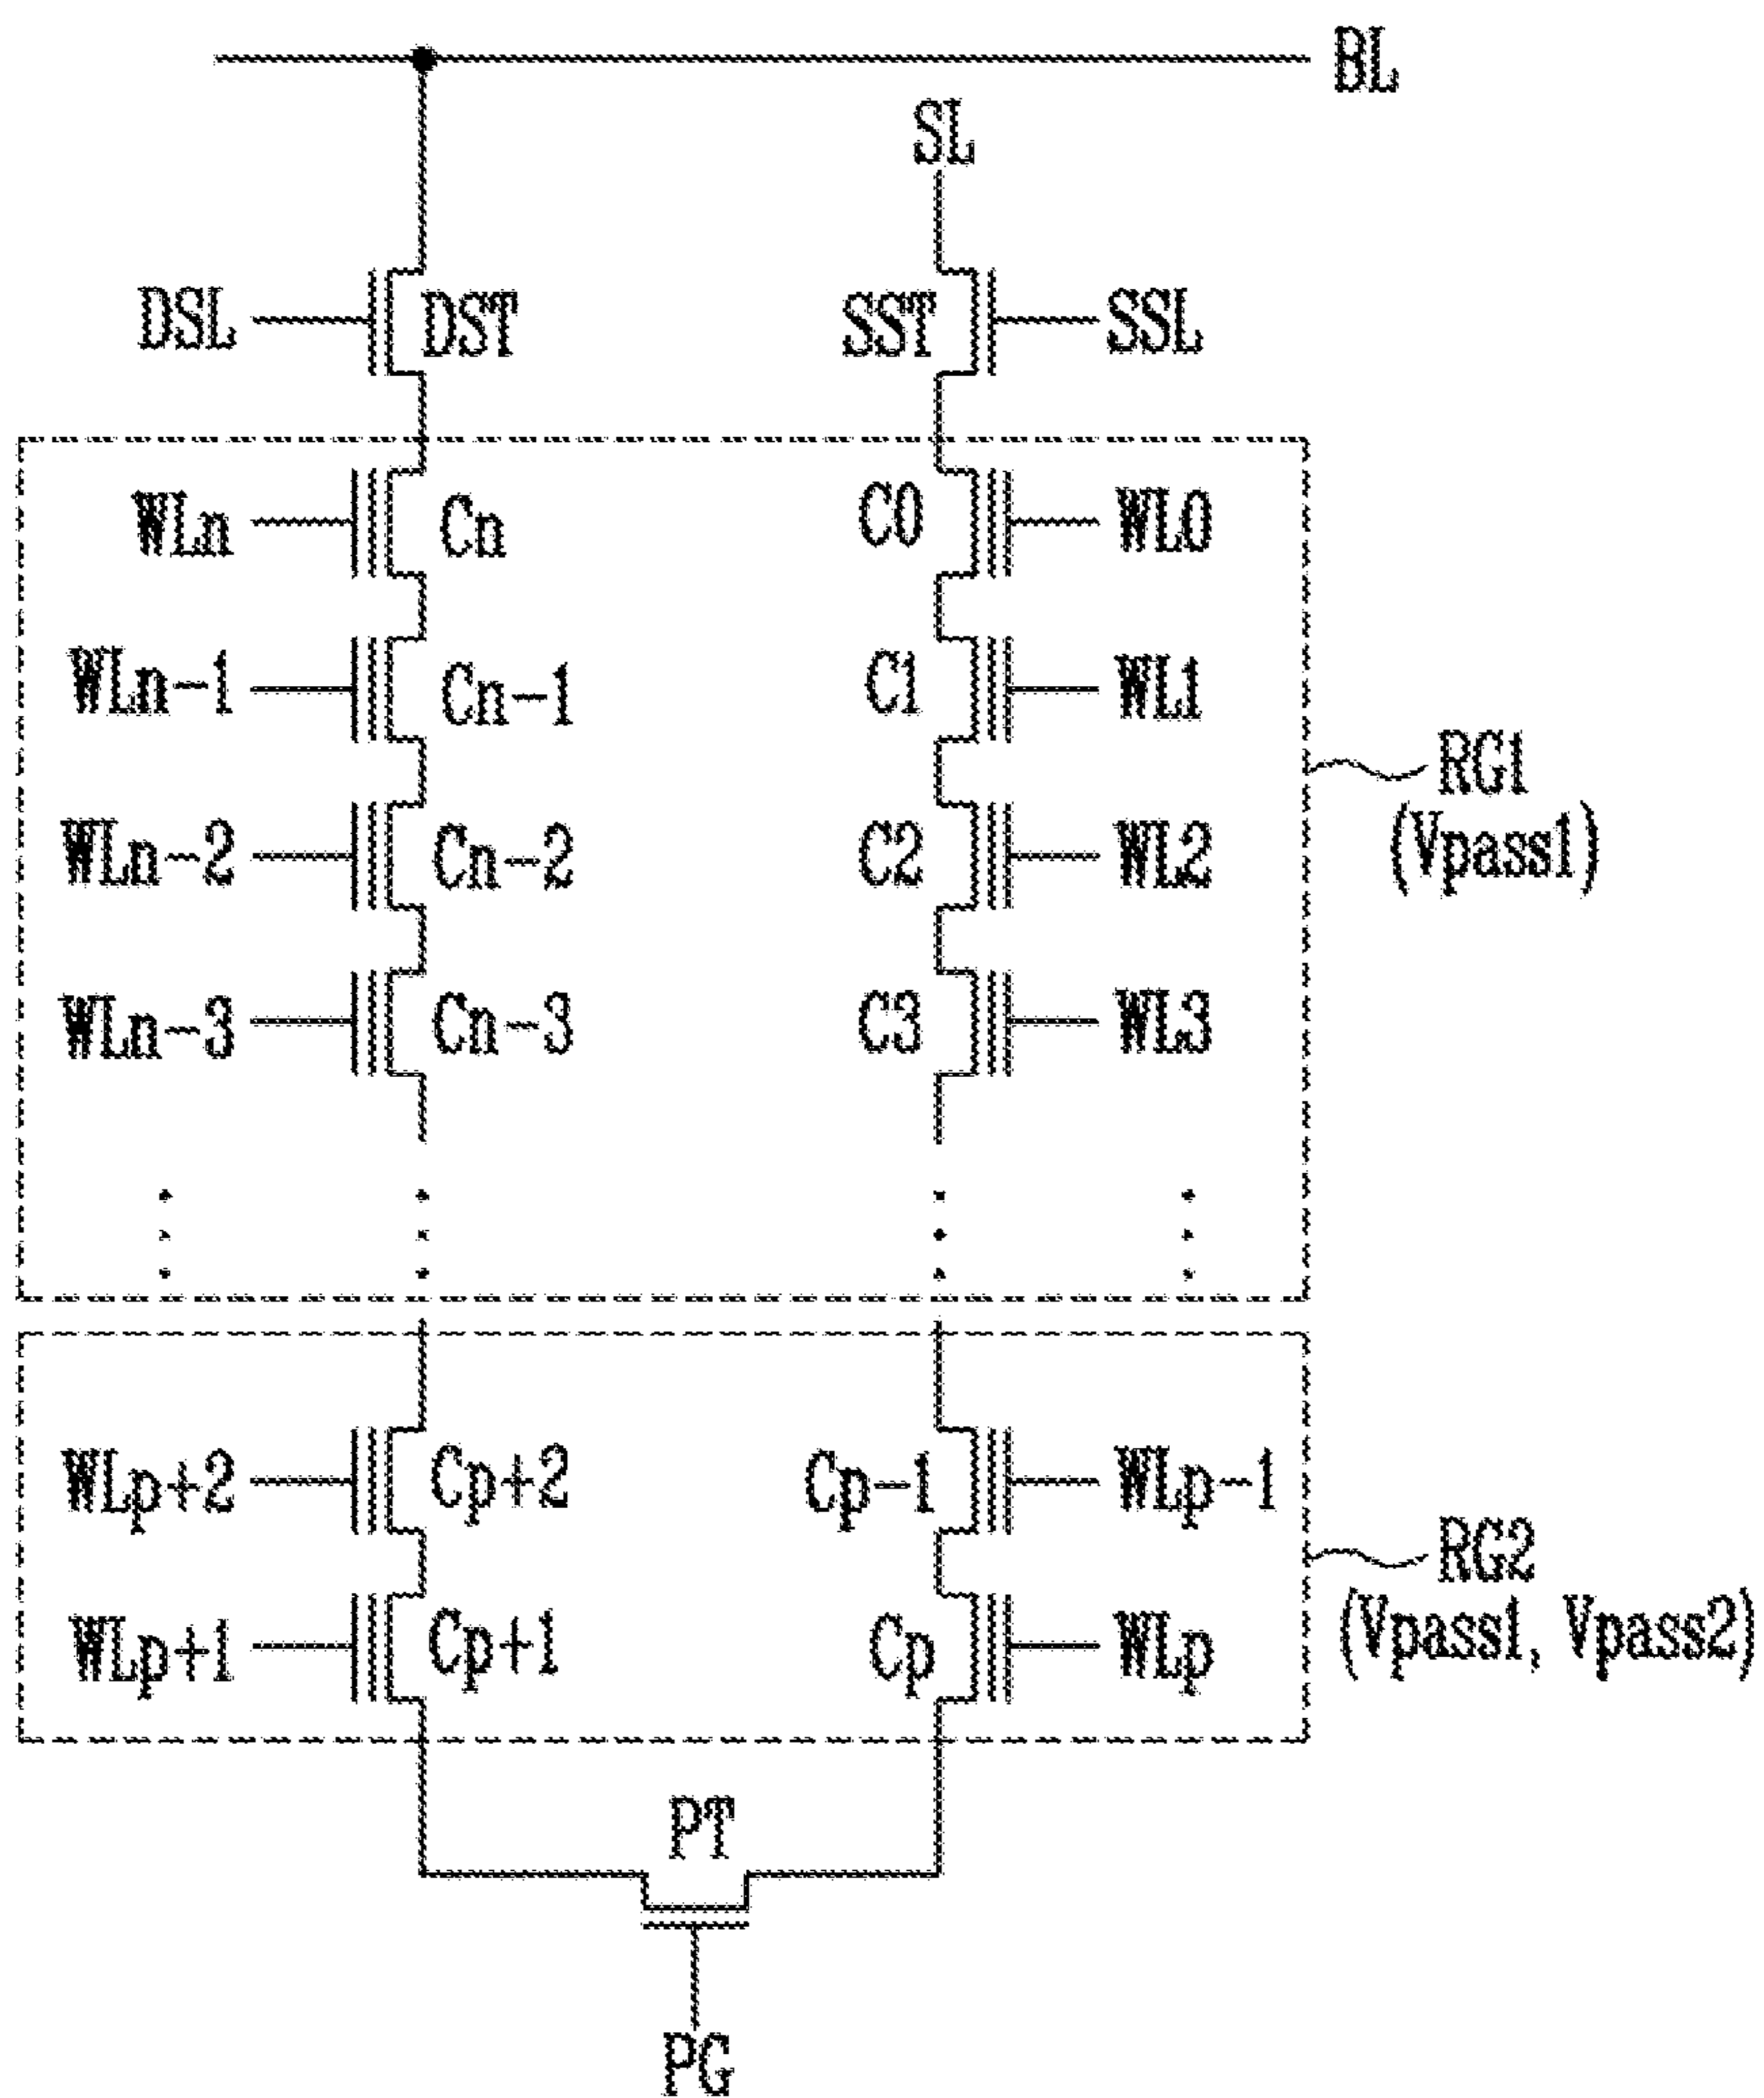 BL
SL
DSL DST SST SSL
WLn Cn C0 WL0
WLn-1 Cn-1 C1 WL1
RG1
(Vpass1)
WLn-2 Cn-2 C2 WL2
WLn-3 Cn-3 C3 WL3
WLp+2 Cp+2 Cp-1 WLp-1
RG2
(Vpass1, Vpass2)
WLp+1 Cp+1 Cp WLp
PT
PG